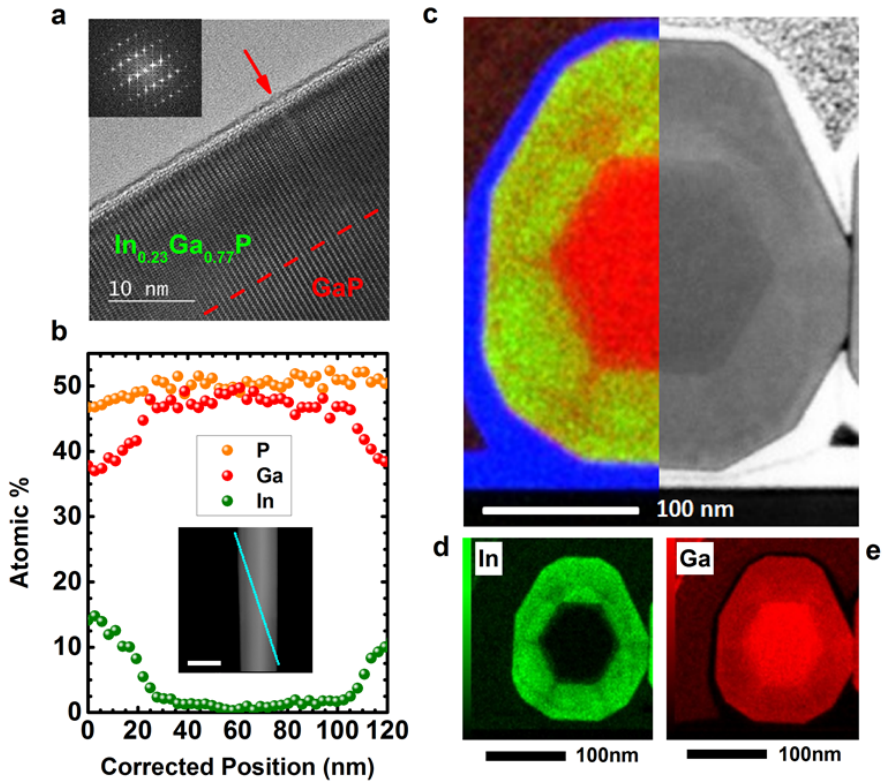 a
In0.23Ga0.77P
GaP
10 nm
b
50
40
30
20
10
0
Atomic %
P
Ga
In
0 20 40 60 80 100 120
Corrected Position (nm)
c
100 nm
d
In
100nm
e
Ga
100nm